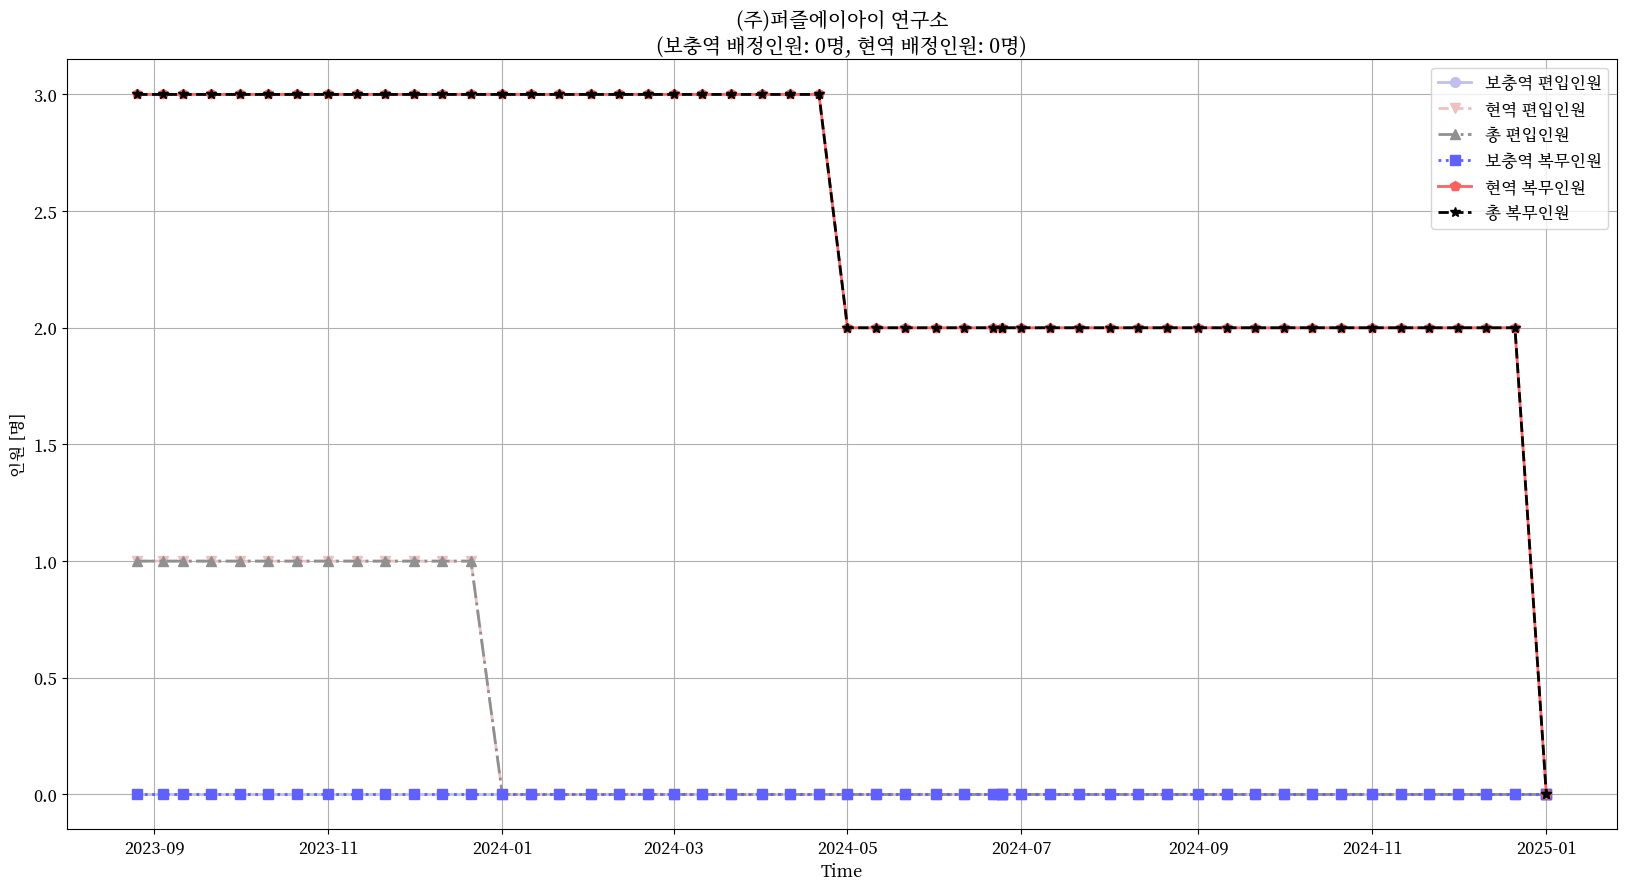 (주)퍼즐에이아이 연구소
(보충역 배정인원: 0명, 현역 배정인원: 0명)
보충역 편입인원
현역 편입인원
총 편입인원
보충역 복무인원
현역 복무인원
총 복무인원
인원 [명]
3.0
2.5
2.0
1.5
1.0
0.5
0.0
2023-09
2023-11
2024-01
2024-03
2024-05
2024-07
2024-09
2024-11
2025-01
Time